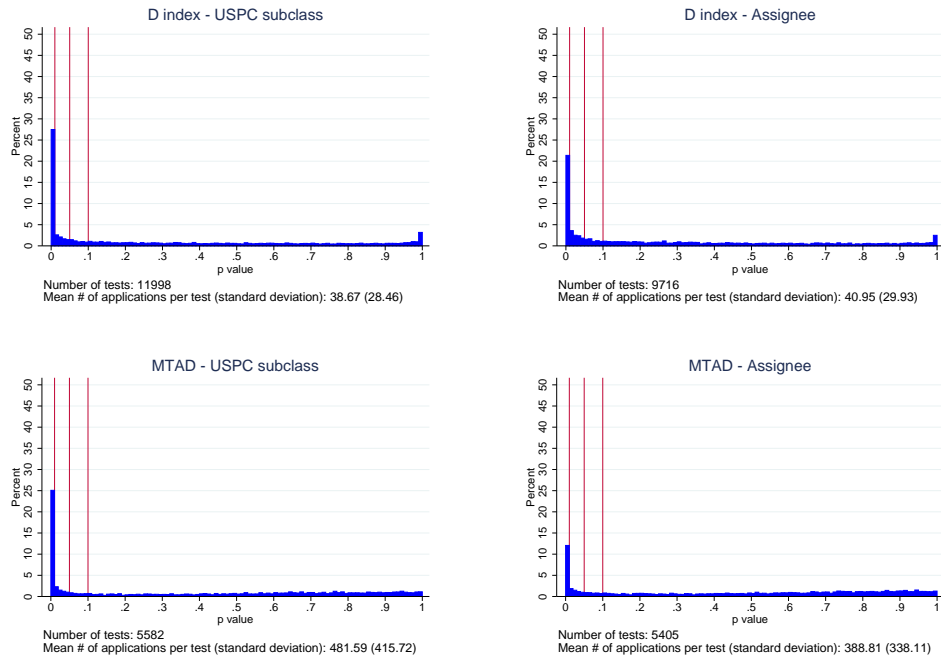 D index - USPC subclass
Percent
50
45
40
35
30
25
20
15
10
5
0
0 .1 .2 .3 .4 .5 .6 .7 .8 .9 1
p value
Number of tests: 11998
Mean # of applications per test (standard deviation): 38.67 (28.46)
D index - Assignee
Percent
50
45
40
35
30
25
20
15
10
5
0
0 .1 .2 .3 .4 .5 .6 .7 .8 .9 1
p value
Number of tests: 9716
Mean # of applications per test (standard deviation): 40.95 (29.93)
MTAD - USPC subclass
Percent
50
45
40
35
30
25
20
15
10
5
0
0 .1 .2 .3 .4 .5 .6 .7 .8 .9 1
p value
Number of tests: 5582
Mean # of applications per test (standard deviation): 481.59 (415.72)
MTAD - Assignee
Percent
50
45
40
35
30
25
20
15
10
5
0
0 .1 .2 .3 .4 .5 .6 .7 .8 .9 1
p value
Number of tests: 5405
Mean # of applications per test (standard deviation): 388.81 (338.11)